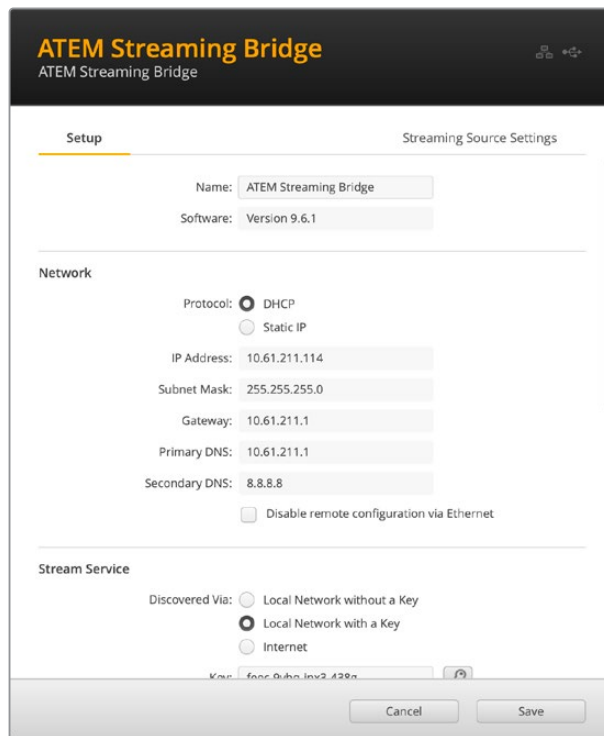 ATEM Streaming Bridge
ATEM Streaming Bridge
Setup
Streaming Source Settings
Name: ATEM Streaming Bridge
Software: Version 9.6.1
Network
Protocol: DHCP
Static IP
IP Address: 10.61.211.114
Subnet Mask: 255.255.255.0
Gateway: 10.61.211.1
Primary DNS: 10.61.211.1
Secondary DNS: 8.8.8.8
Disable remote configuration via Ethernet
Stream Service
Discovered Via: Local Network without a Key
Local Network with a Key
Internet
Key:
Cancel
Save